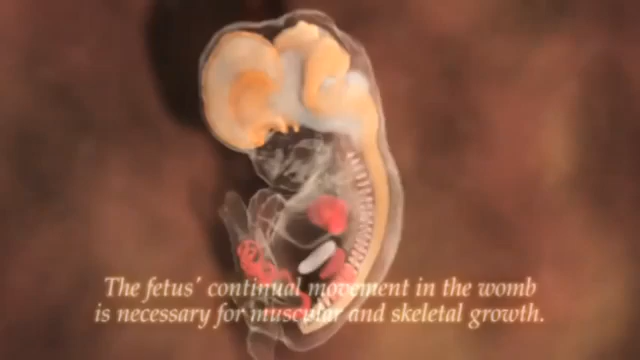 The fetus' continual movement in the womb
is necessary for muscular and skeletal growth.